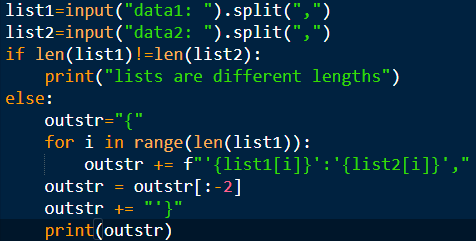 list1=input("data1: ").split(",")
list2=input("data2: ").split(",")
if len(list1)!=len(list2):
    print("lists are different lengths")
else:
    outstr="{"
    for i in range(len(list1)):
        outstr += f"'{list1[i]}':'{list2[i]}',"
    outstr = outstr[:-2]
    outstr += "'}"
    print(outstr)